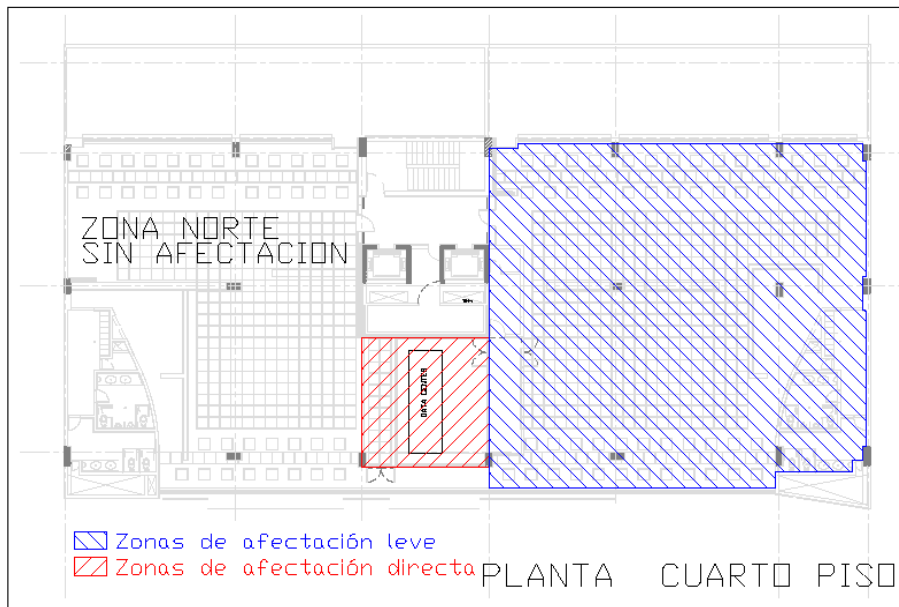 ZONA NORTE
SIN AFECTACION
DATA CENTER
Zonas de afectación leve
Zonas de afectación directa
PLANTA CUARTO PISO